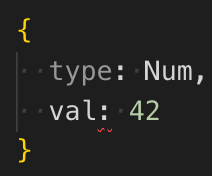 {
  type: Num,
  val: 42
}